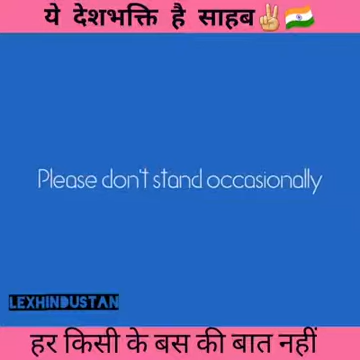 ये देशभक्ति है साहब✌🏻🇮🇳
Please don't stand occasionally
LEXHINDUSTAN
हर किसी के बस की बात नहीं